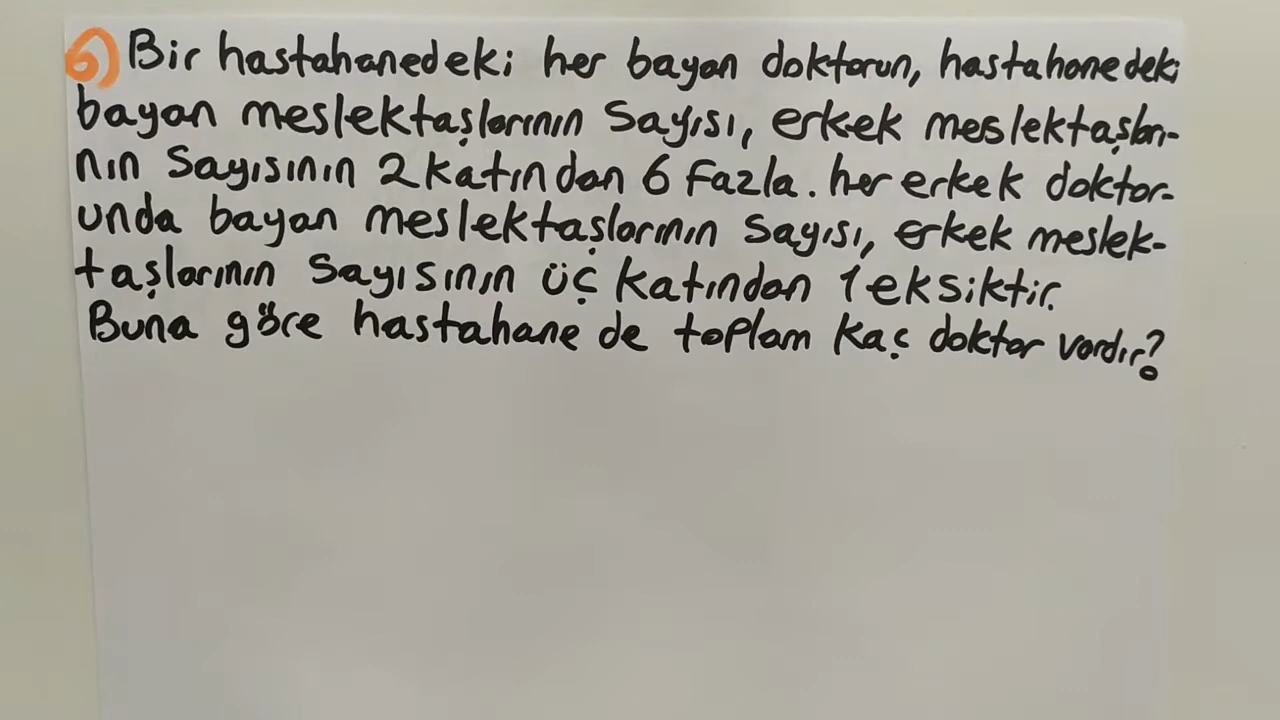 6) Bir hastahanedeki her bayan doktorun, hastahanedeki
bayan meslektaşlarının sayısı, erkek meslektaşları-
nın sayısının 2 katından 6 fazla. her erkek doktor-
unda bayan meslektaşlarının sayısı, erkek meslek-
taşlarının sayısının üç katından 1 eksiktir.
Buna göre hastahane de toplam kaç doktor vardır?